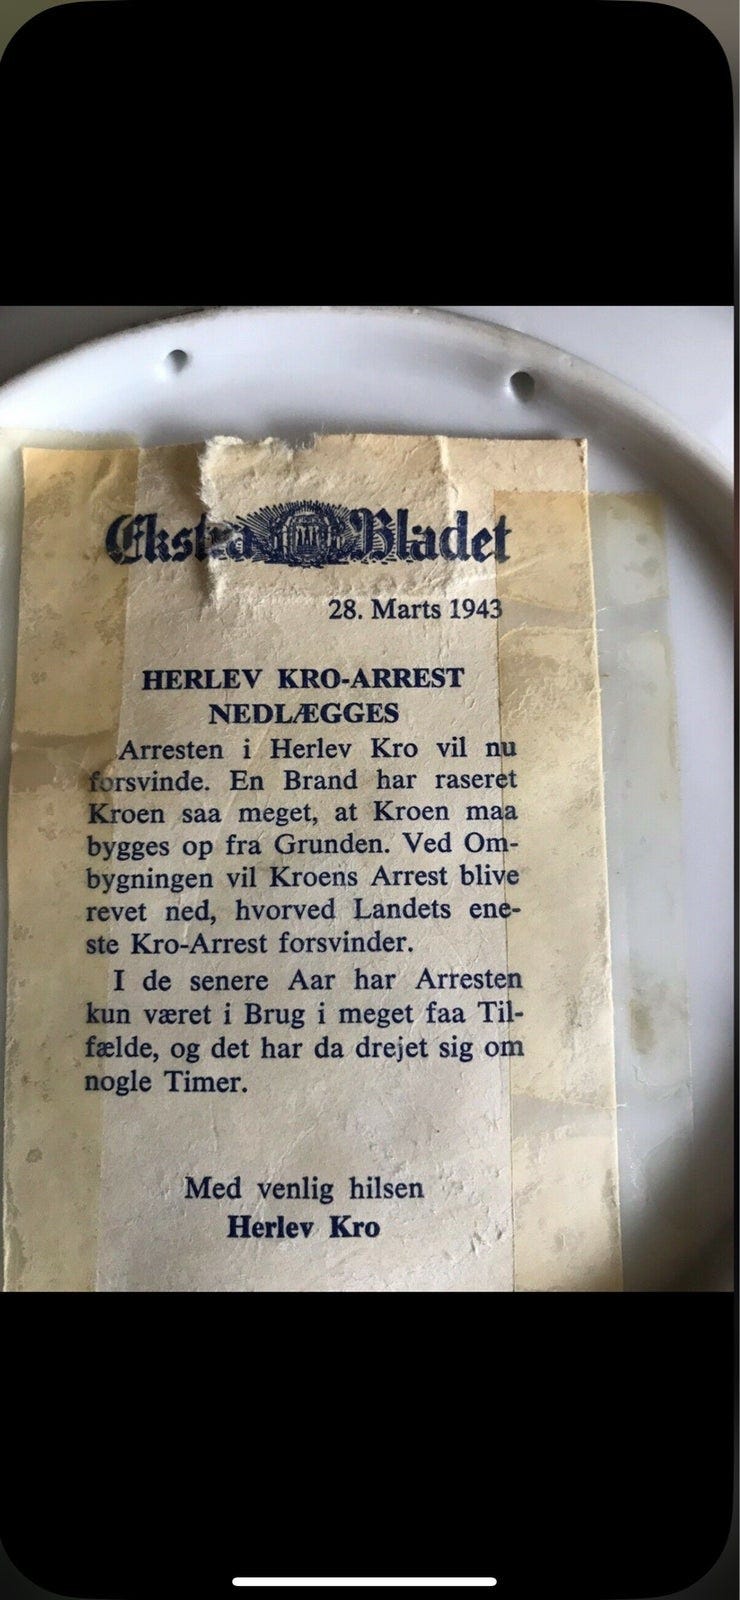 Ekstra Bladet
28. Marts 1943
HERLEV KRO-ARREST
NEDLÆGGES
Arresten i Herlev Kro vil nu
forsvinde. En Brand har raseret
Kroen saa meget, at Kroen maa
bygges op fra Grunden. Ved Om-
bygningen vil Kroens Arrest blive
revet ned, hvorved Landets ene-
ste Kro-Arrest forsvinder.
I de senere Aar har Arresten
kun været i Brug i meget faa Til-
fælde, og det har da drejet sig om
nogle Timer.
Med venlig hilsen
Herlev Kro